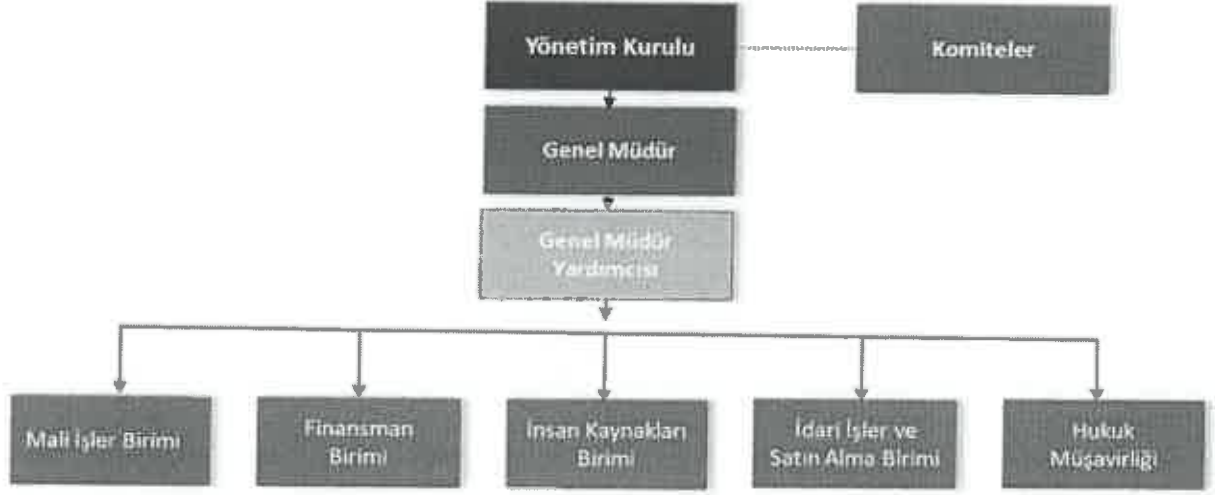 Yönetim Kurulu
Komiteler
Genel Müdür
Genel Müdür
Yardımcısı
Mali İşler Birimi
Finansman
Birimi
İnsan Kaynakları
Birimi
İdari İşler ve
Satın Alma Birimi
Hukuk
Müşavirliği